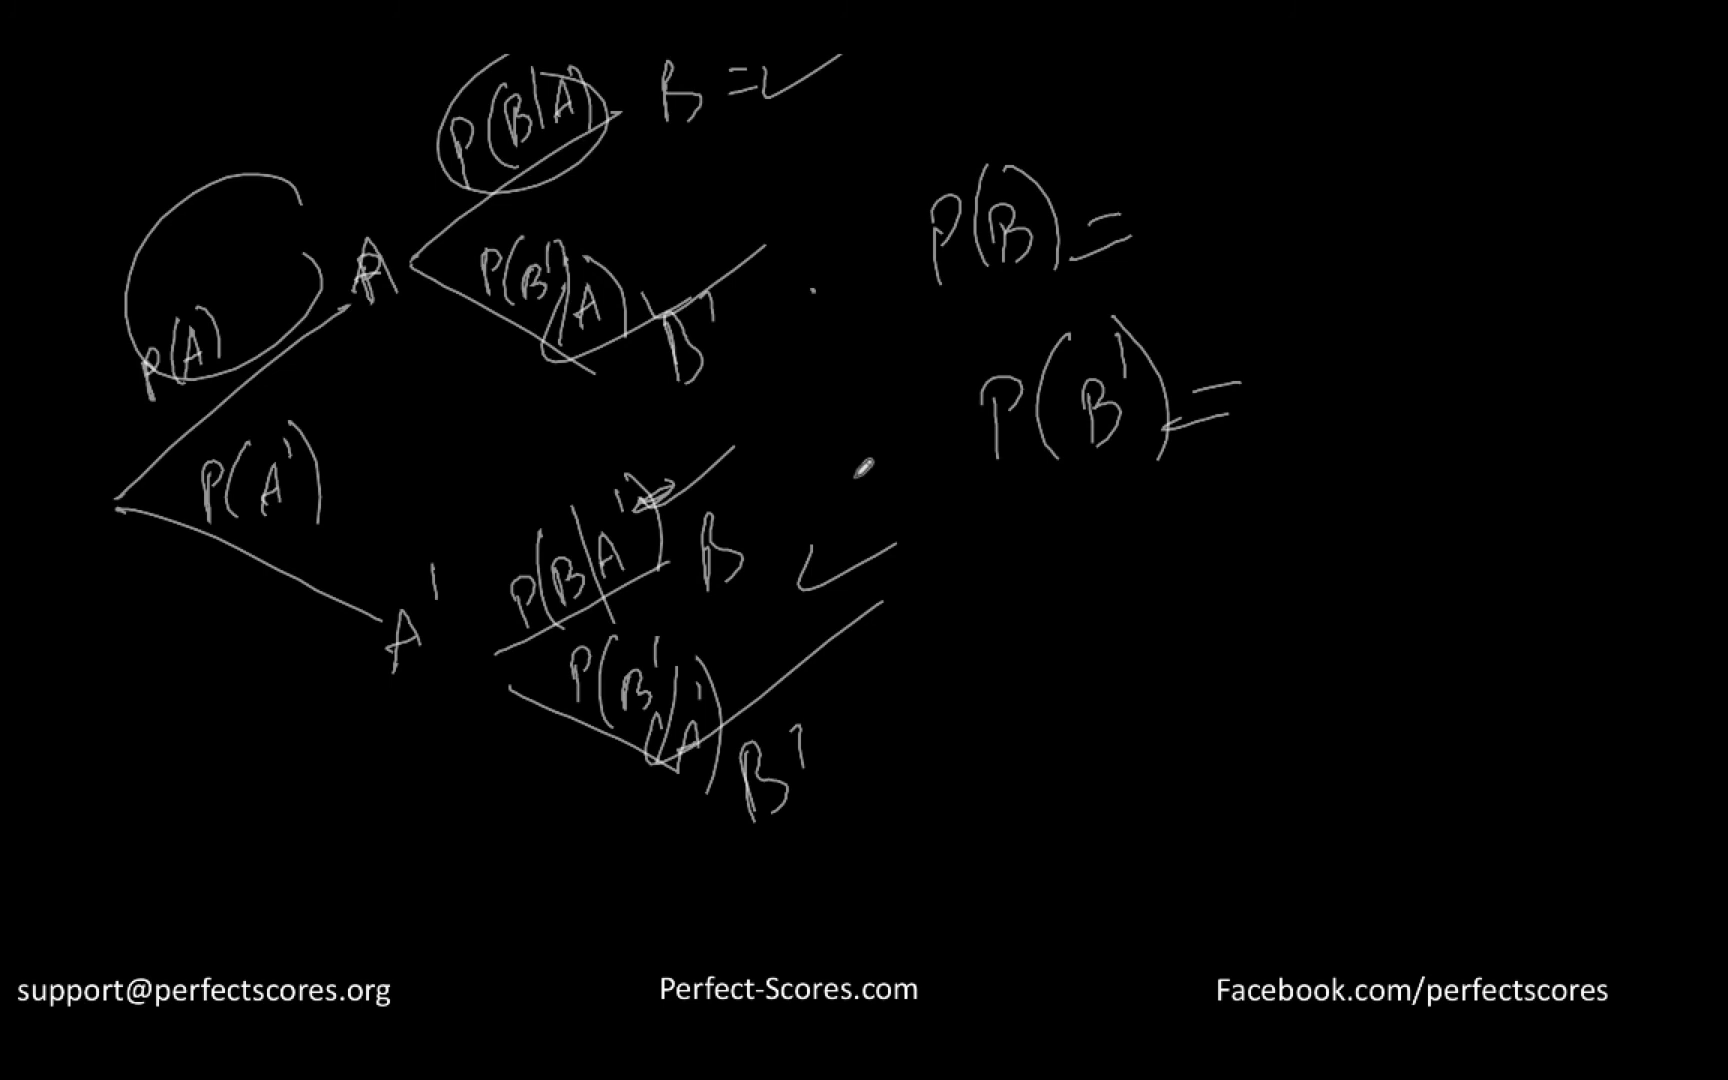 P(B|A) B =
P(A) A P(B'|A) B' P(B) =
P(A') P(B') =
A' P(B|A') B
P(B'|A') B'
support@perfectscores.org Perfect-Scores.com Facebook.com/perfectscores